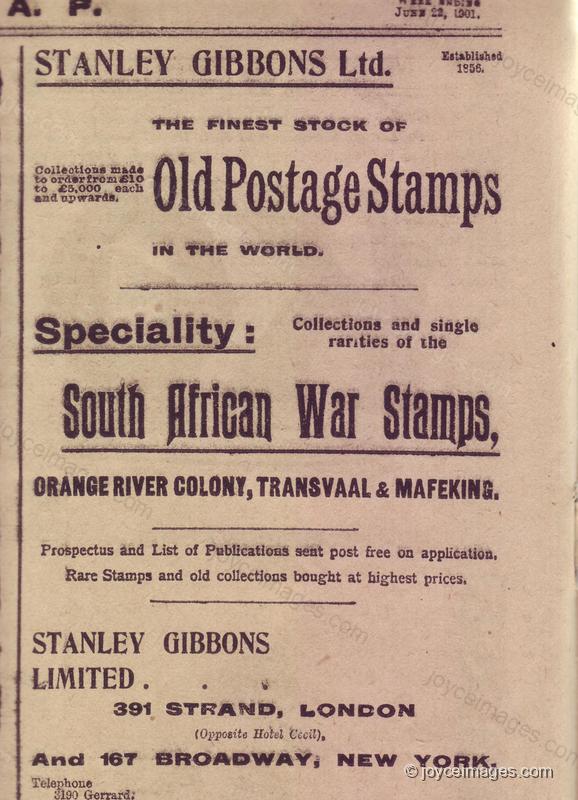 A. P.
WEEK ENDING
JUNE 22, 1901.
STANLEY GIBBONS Ltd.
Established
1856.
THE FINEST STOCK OF
Collections made
to order from £10
to £5,000 each
and upwards.
Old Postage Stamps
IN THE WORLD.
Speciality :
Collections and single
rarities of the
South African War Stamps,
ORANGE RIVER COLONY, TRANSVAAL & MAFEKING.
Prospectus and List of Publications sent post free on application.
Rare Stamps and old collections bought at highest prices.
STANLEY GIBBONS
LIMITED .
391 STRAND, LONDON
(Opposite Hotel Cecil),
And 167 BROADWAY, NEW YORK.
Telephone
3190 Gerrard.
© joyceimages.com